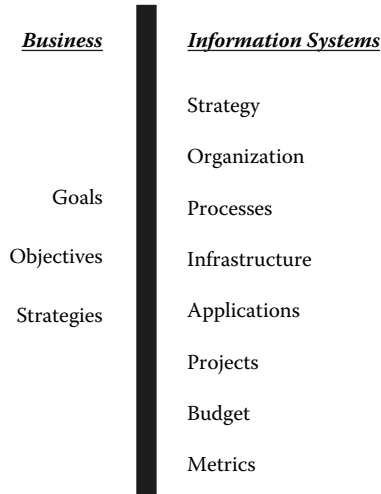 Business
Goals
Objectives
Strategies
Information Systems
Strategy
Organization
Processes
Infrastructure
Applications
Projects
Budget
Metrics